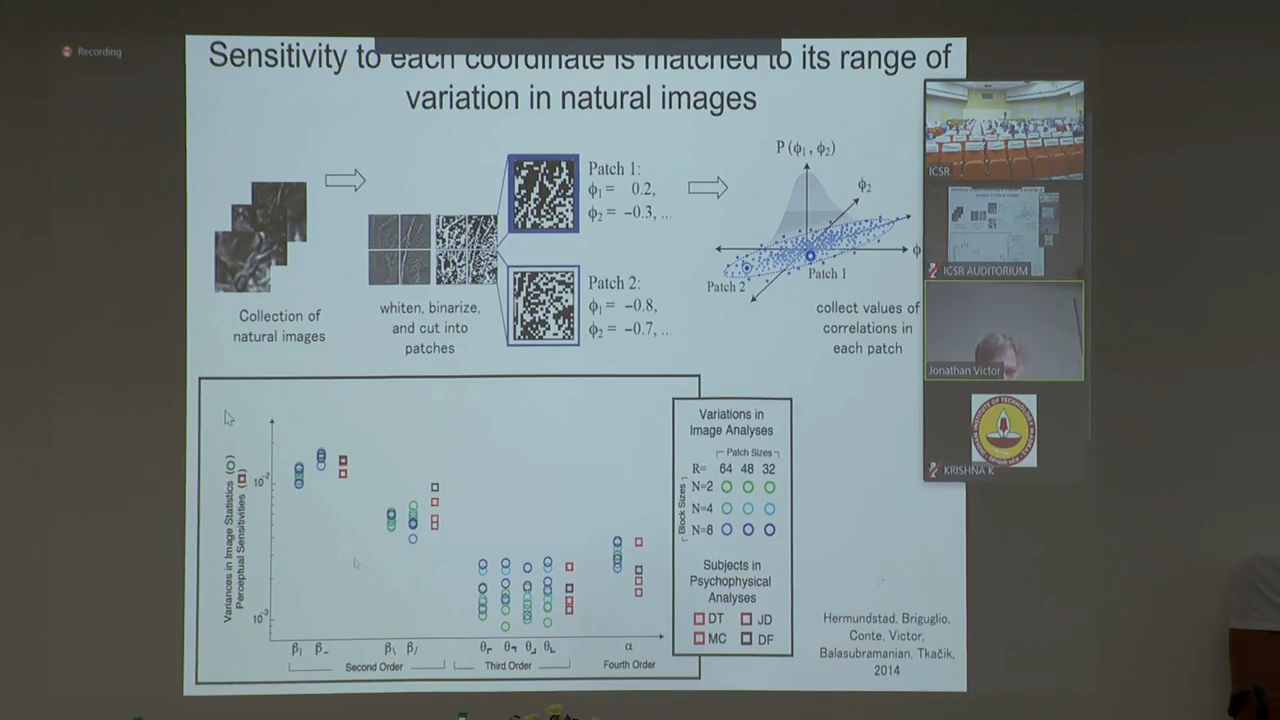 Recording
Sensitivity to each coordinate is matched to its range of
variation in natural images
Collection of
natural images
whiten, binarize,
and cut into
patches
Patch 1:
ϕ₁ = 0.2,
ϕ₂ = −0.3, ...
Patch 2:
ϕ₁ = −0.8,
ϕ₂ = −0.7, ...
P (ϕ₁, ϕ₂)
ϕ₂
ϕ
Patch 1
Patch 2
collect values of
correlations in
each patch
ICSR
ICSR AUDITORIUM
Jonathan Victor
KRISHNA K
Variances in Image Statistics (O)
Perceptual Sensitivities (□)
10⁻²
10⁻³
β| β_ β\ β/ θ┌ θ┐ θ┘ θ└ α
Second Order Third Order Fourth Order
Variations in
Image Analyses
Patch Sizes
R= 64 48 32
Block Sizes
N=2
N=4
N=8
Subjects in
Psychophysical
Analyses
DT JD
MC DF
Hermundstad, Briguglio,
Conte, Victor,
Balasubramanian, Tkačik,
2014